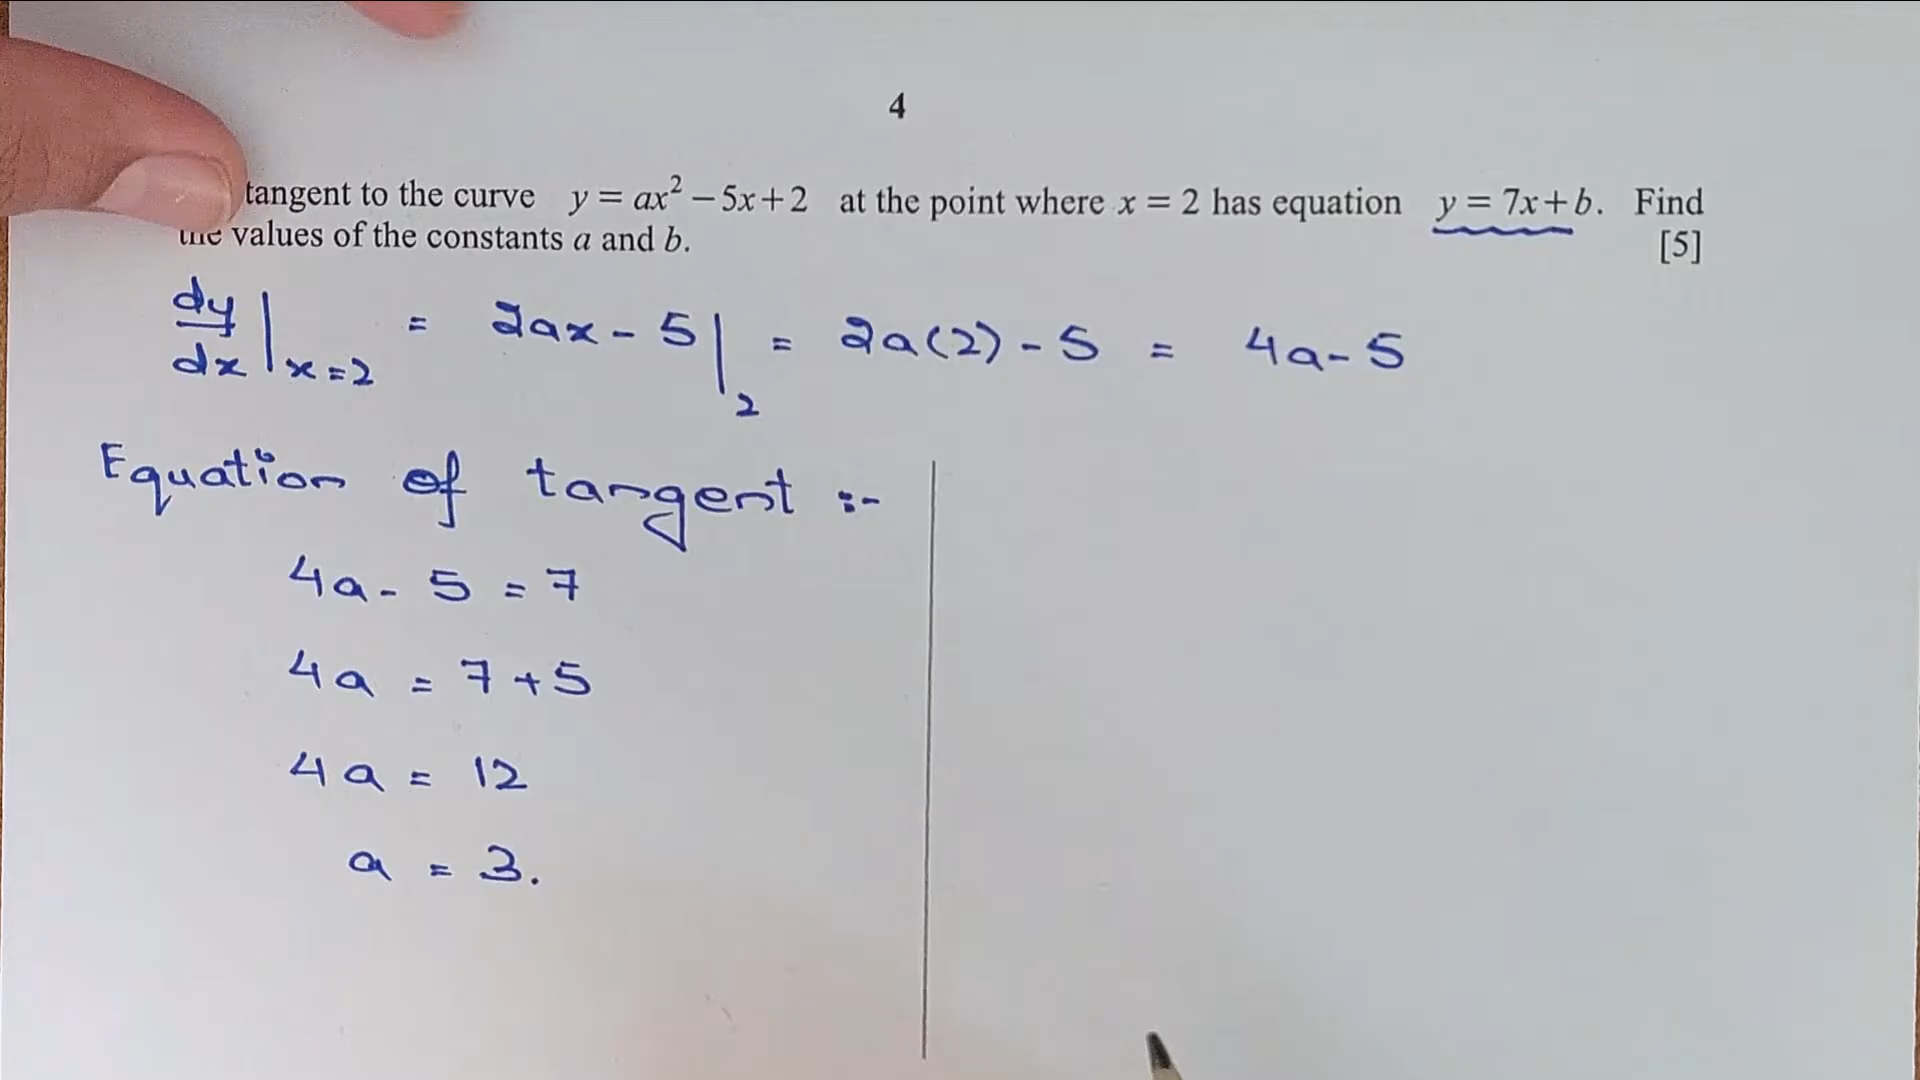 4
tangent to the curve y = ax² − 5x + 2 at the point where x = 2 has equation y = 7x + b. Find
the values of the constants a and b. [5]
dy/dx |x=2 = 2ax - 5 |2 = 2a(2) - 5 = 4a - 5
Equation of tangent :-
4a - 5 = 7
4a = 7 + 5
4a = 12
a = 3.